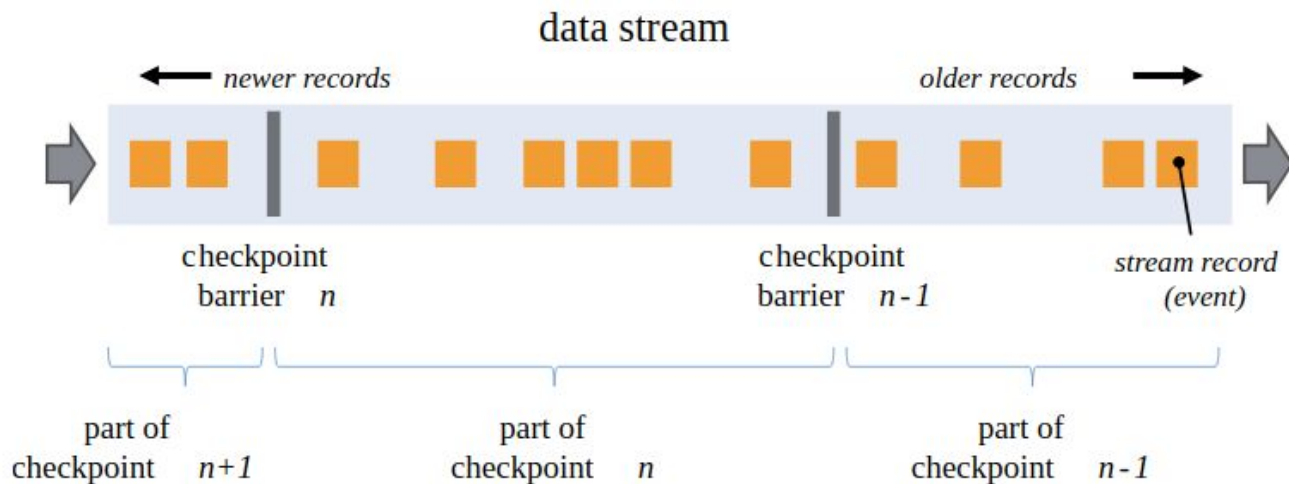 data stream
newer records
older records
checkpoint
barrier n
checkpoint
barrier n-1
stream record
(event)
part of
checkpoint n+1
part of
checkpoint n
part of
checkpoint n-1